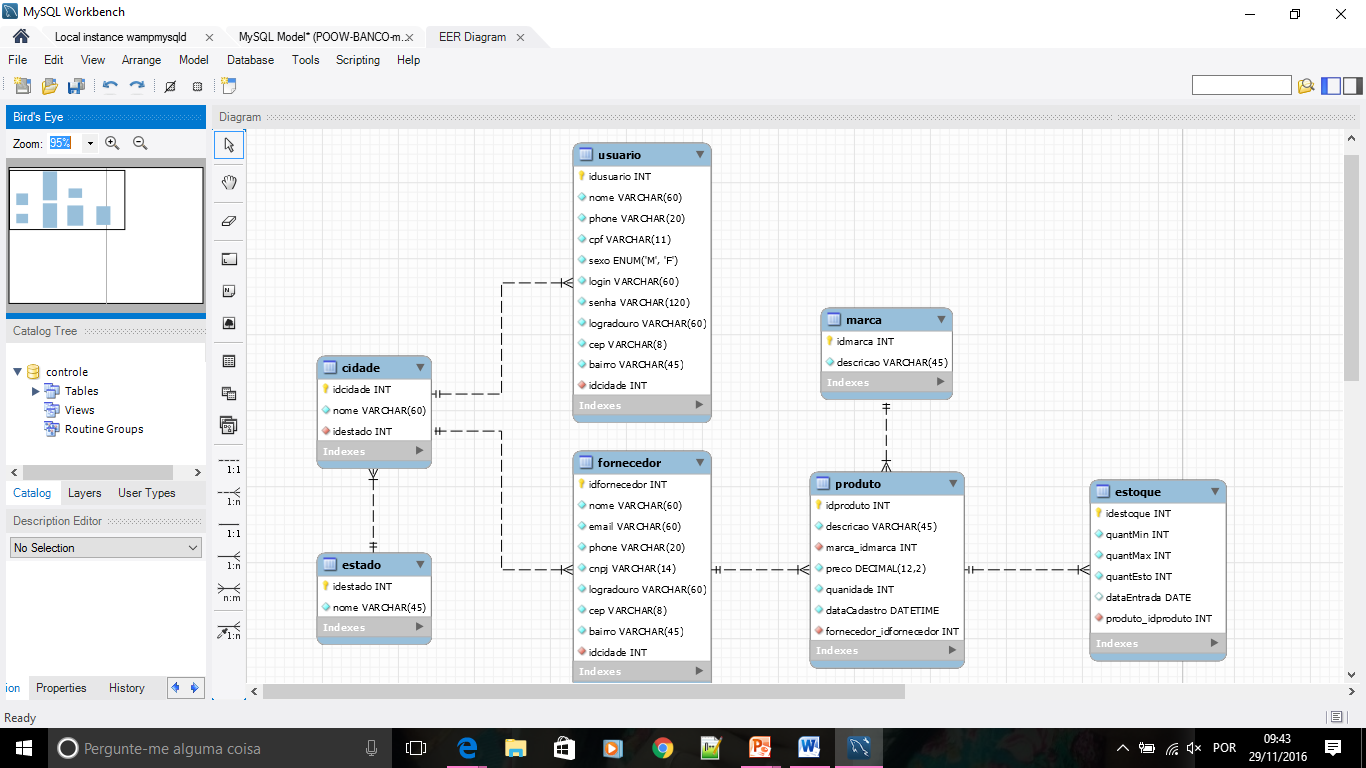 MySQL Workbench
Local instance wampmysqld
MySQL Model* (POOW-BANCO-m...
EER Diagram
File Edit View Arrange Model Database Tools Scripting Help
Bird's Eye
Zoom: 95%
Catalog Tree
controle
Tables
Views
Routine Groups
Catalog Layers User Types
Description Editor
No Selection
ion Properties History
Ready
Diagram
1:1
1:n
1:1
1:n
n:m
1:n
usuario
idusuario INT
nome VARCHAR(60)
phone VARCHAR(20)
cpf VARCHAR(11)
sexo ENUM('M', 'F')
login VARCHAR(60)
senha VARCHAR(120)
logradouro VARCHAR(60)
cep VARCHAR(8)
bairro VARCHAR(45)
idcidade INT
Indexes
cidade
idcidade INT
nome VARCHAR(60)
idestado INT
Indexes
estado
idestado INT
nome VARCHAR(45)
Indexes
fornecedor
idfornecedor INT
nome VARCHAR(60)
email VARCHAR(60)
phone VARCHAR(20)
cnpj VARCHAR(14)
logradouro VARCHAR(60)
cep VARCHAR(8)
bairro VARCHAR(45)
idcidade INT
Indexes
marca
idmarca INT
descricao VARCHAR(45)
Indexes
produto
idproduto INT
descricao VARCHAR(45)
marca_idmarca INT
preco DECIMAL(12,2)
quanidade INT
dataCadastro DATETIME
fornecedor_idfornecedor INT
Indexes
estoque
idestoque INT
quantMin INT
quantMax INT
quantEsto INT
dataEntrada DATE
produto_idproduto INT
Indexes
Pergunte-me alguma coisa
POR
09:43
29/11/2016